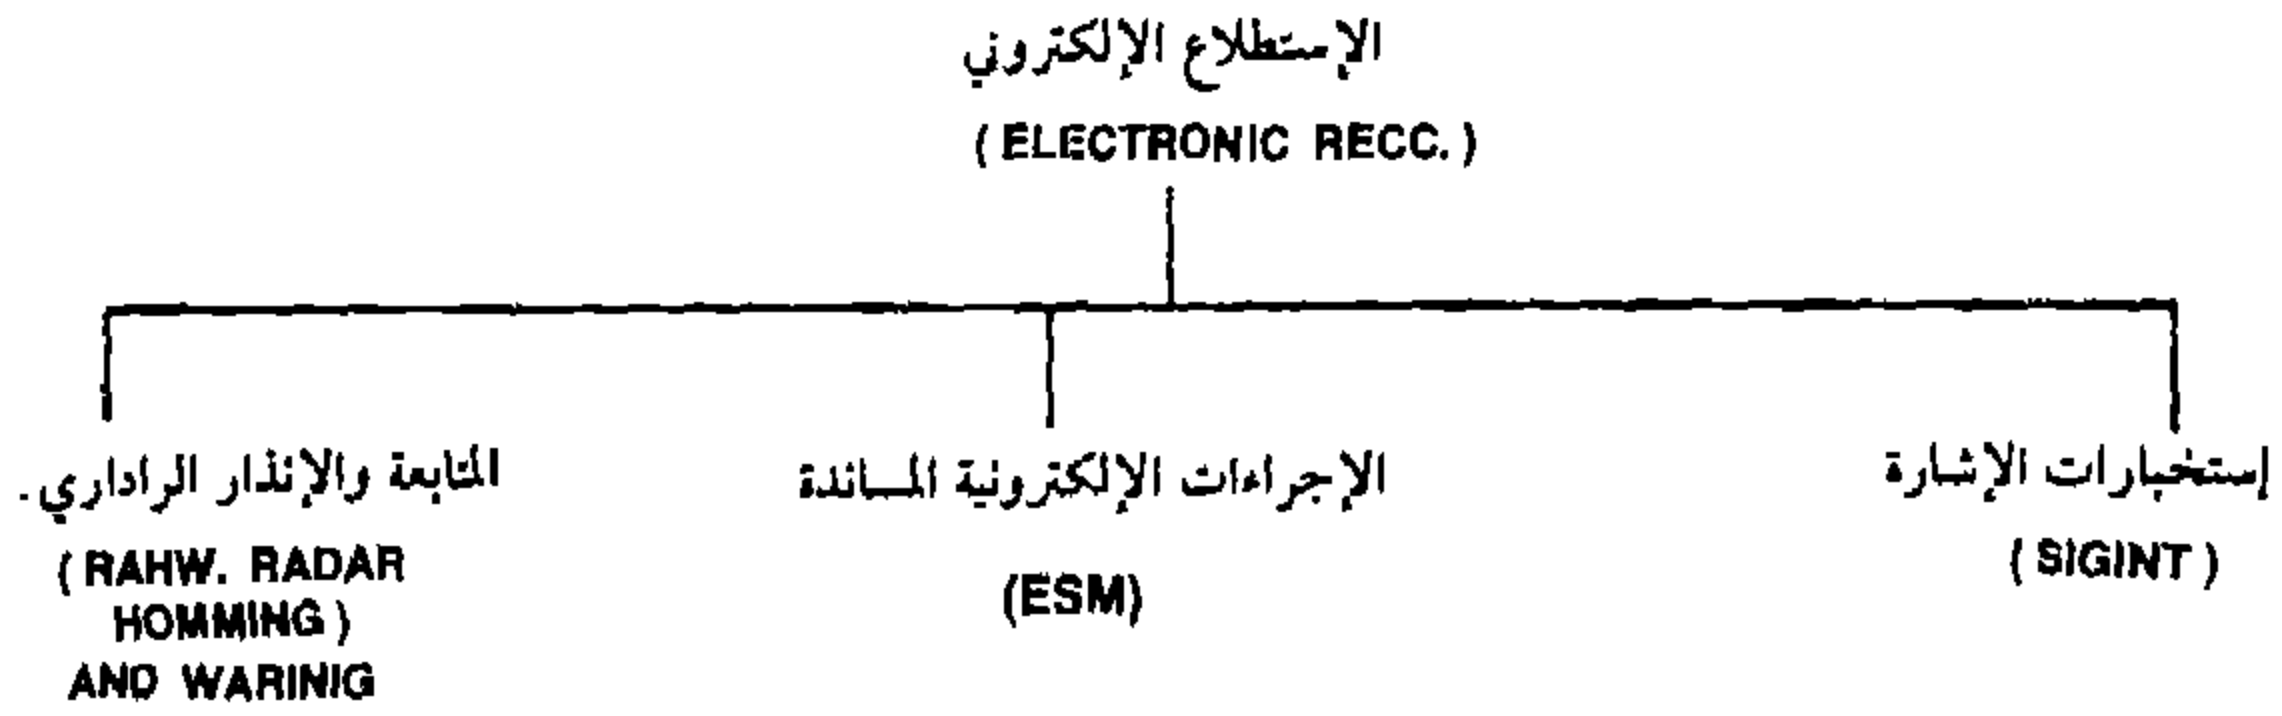 الإستطلاع الإلكتروني
( ELECTRONIC RECC. )
إستخبارات الإشارة
( SIGINT )
الإجراءات الإلكترونية المساندة
(ESM)
المتابعة والإنذار الراداري.
( RAHW. RADAR
HOMMING )
AND WARINIG